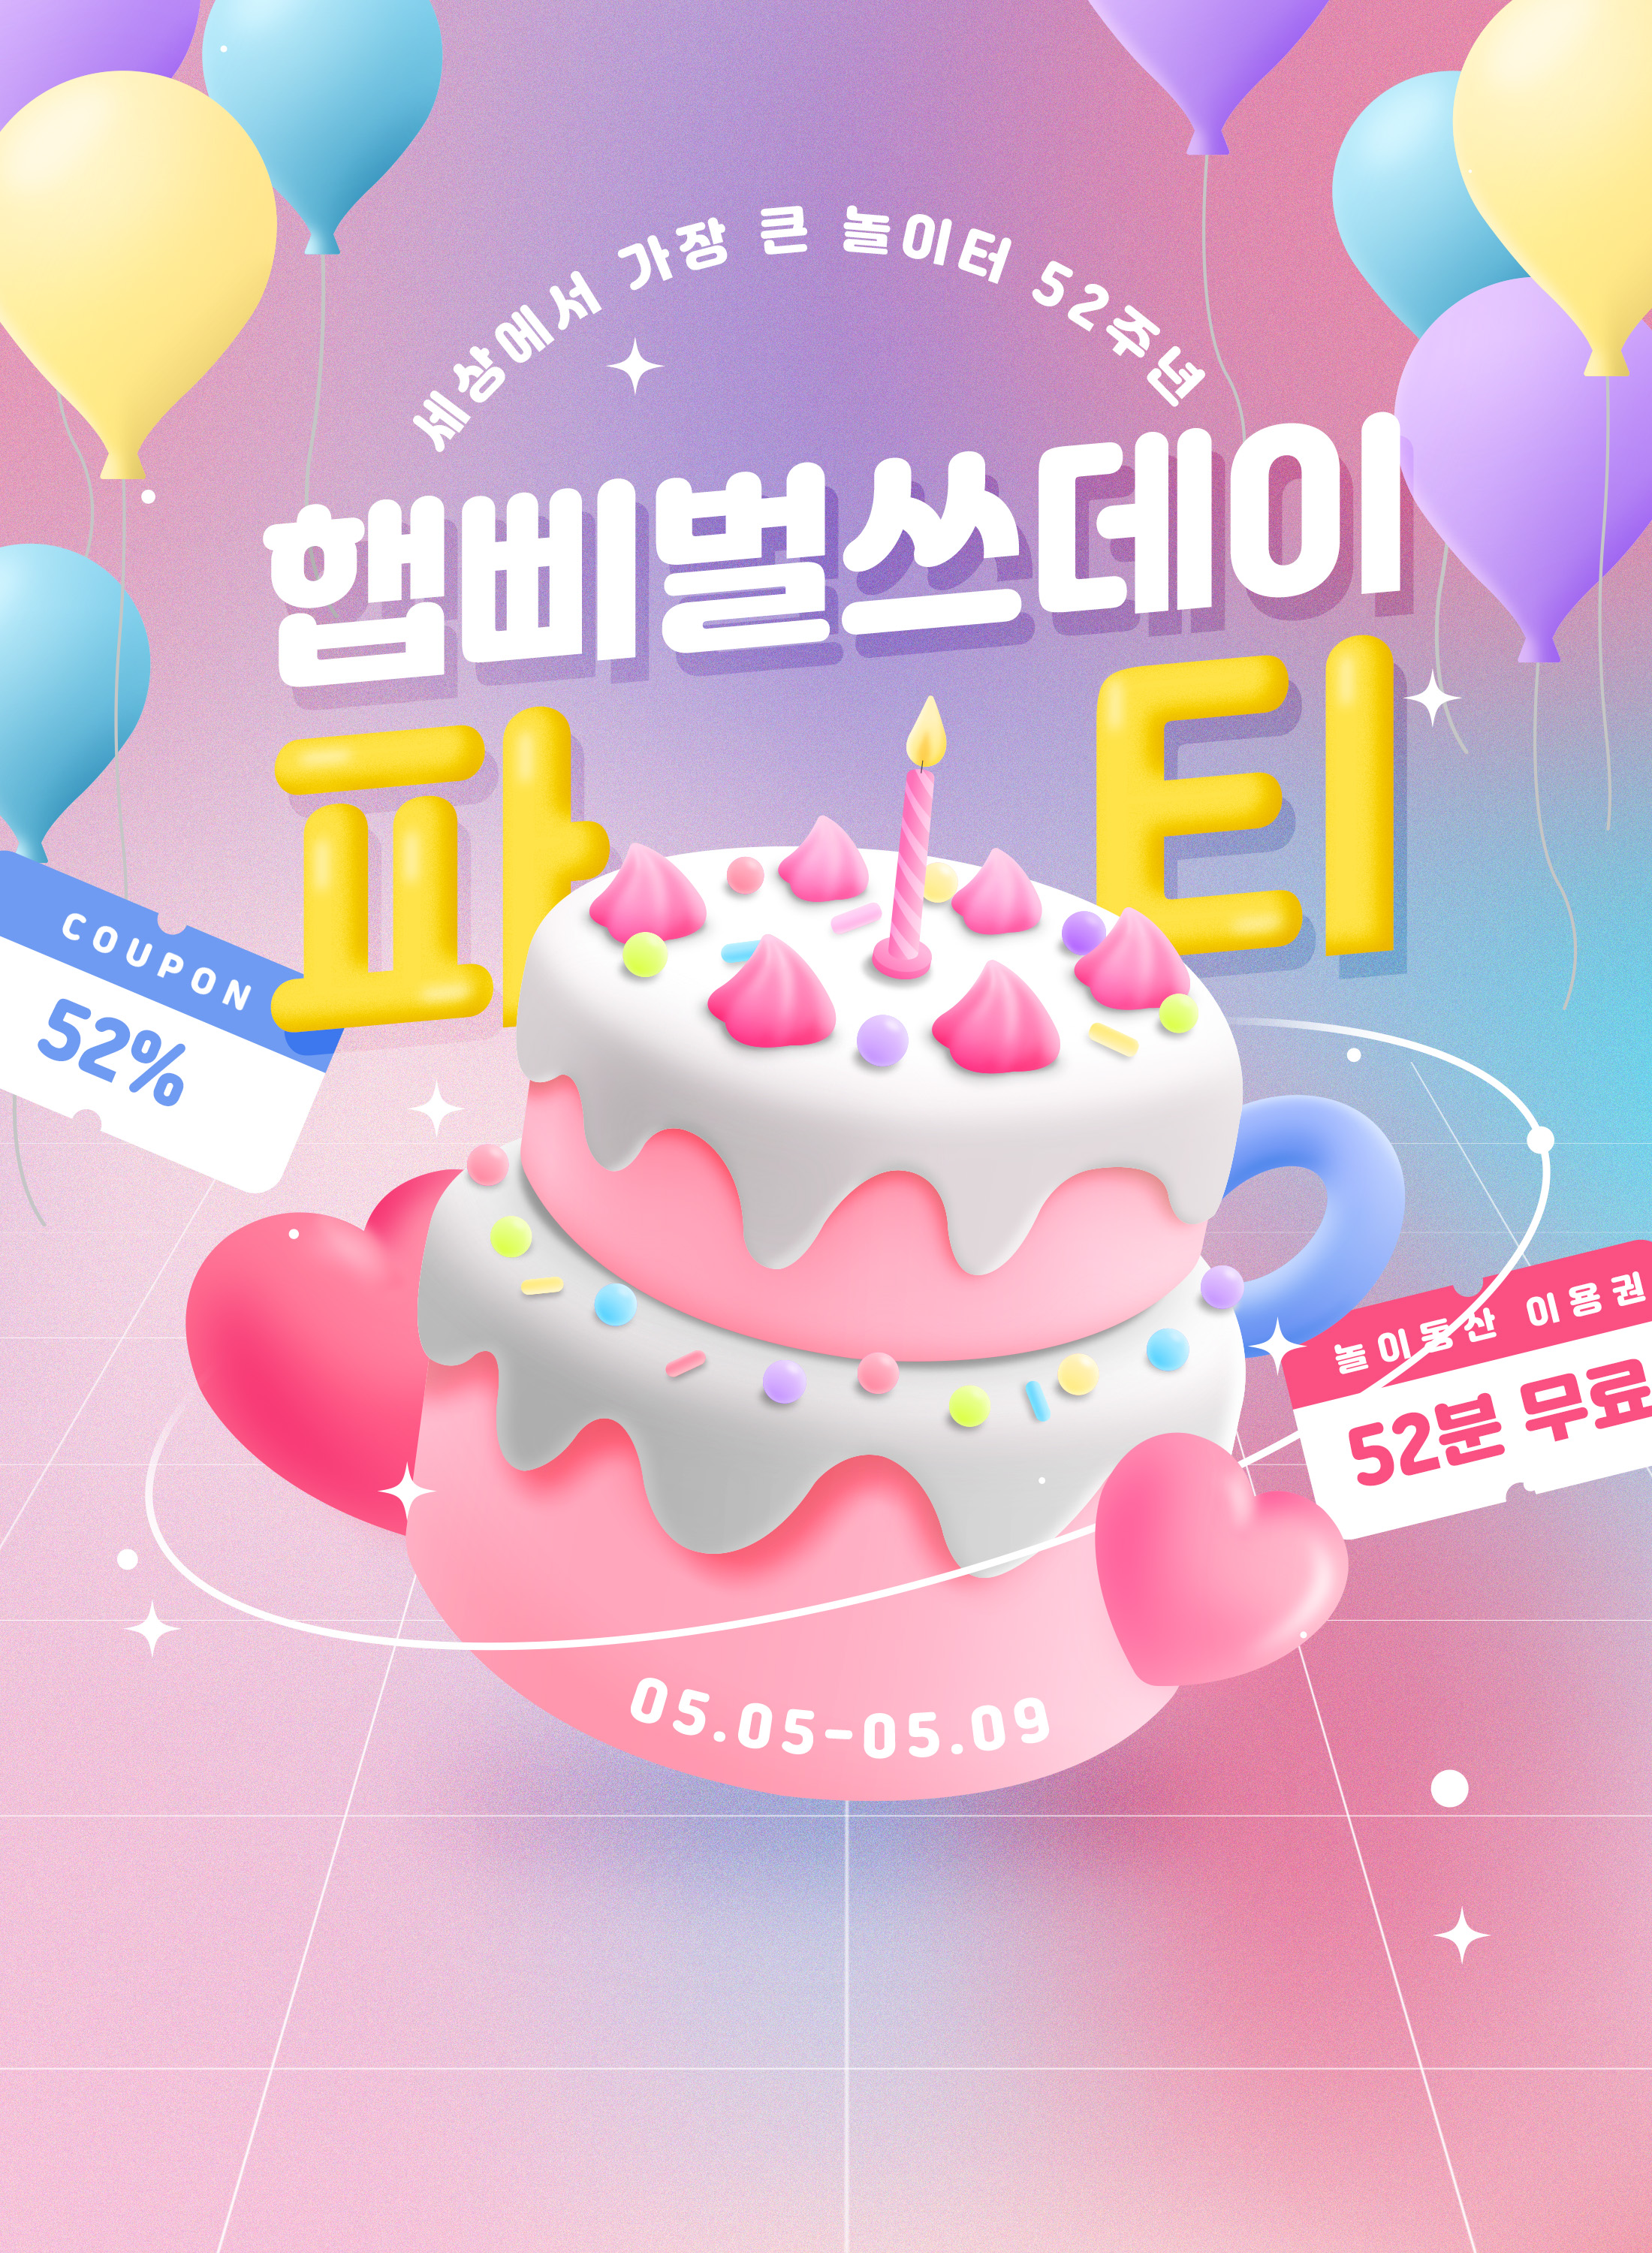 세상에서 가장 큰 놀이터 52주년
햅삐벌쓰데이
파티
COUPON
52%
놀이동산 이용권
52분 무료
05.05-05.09